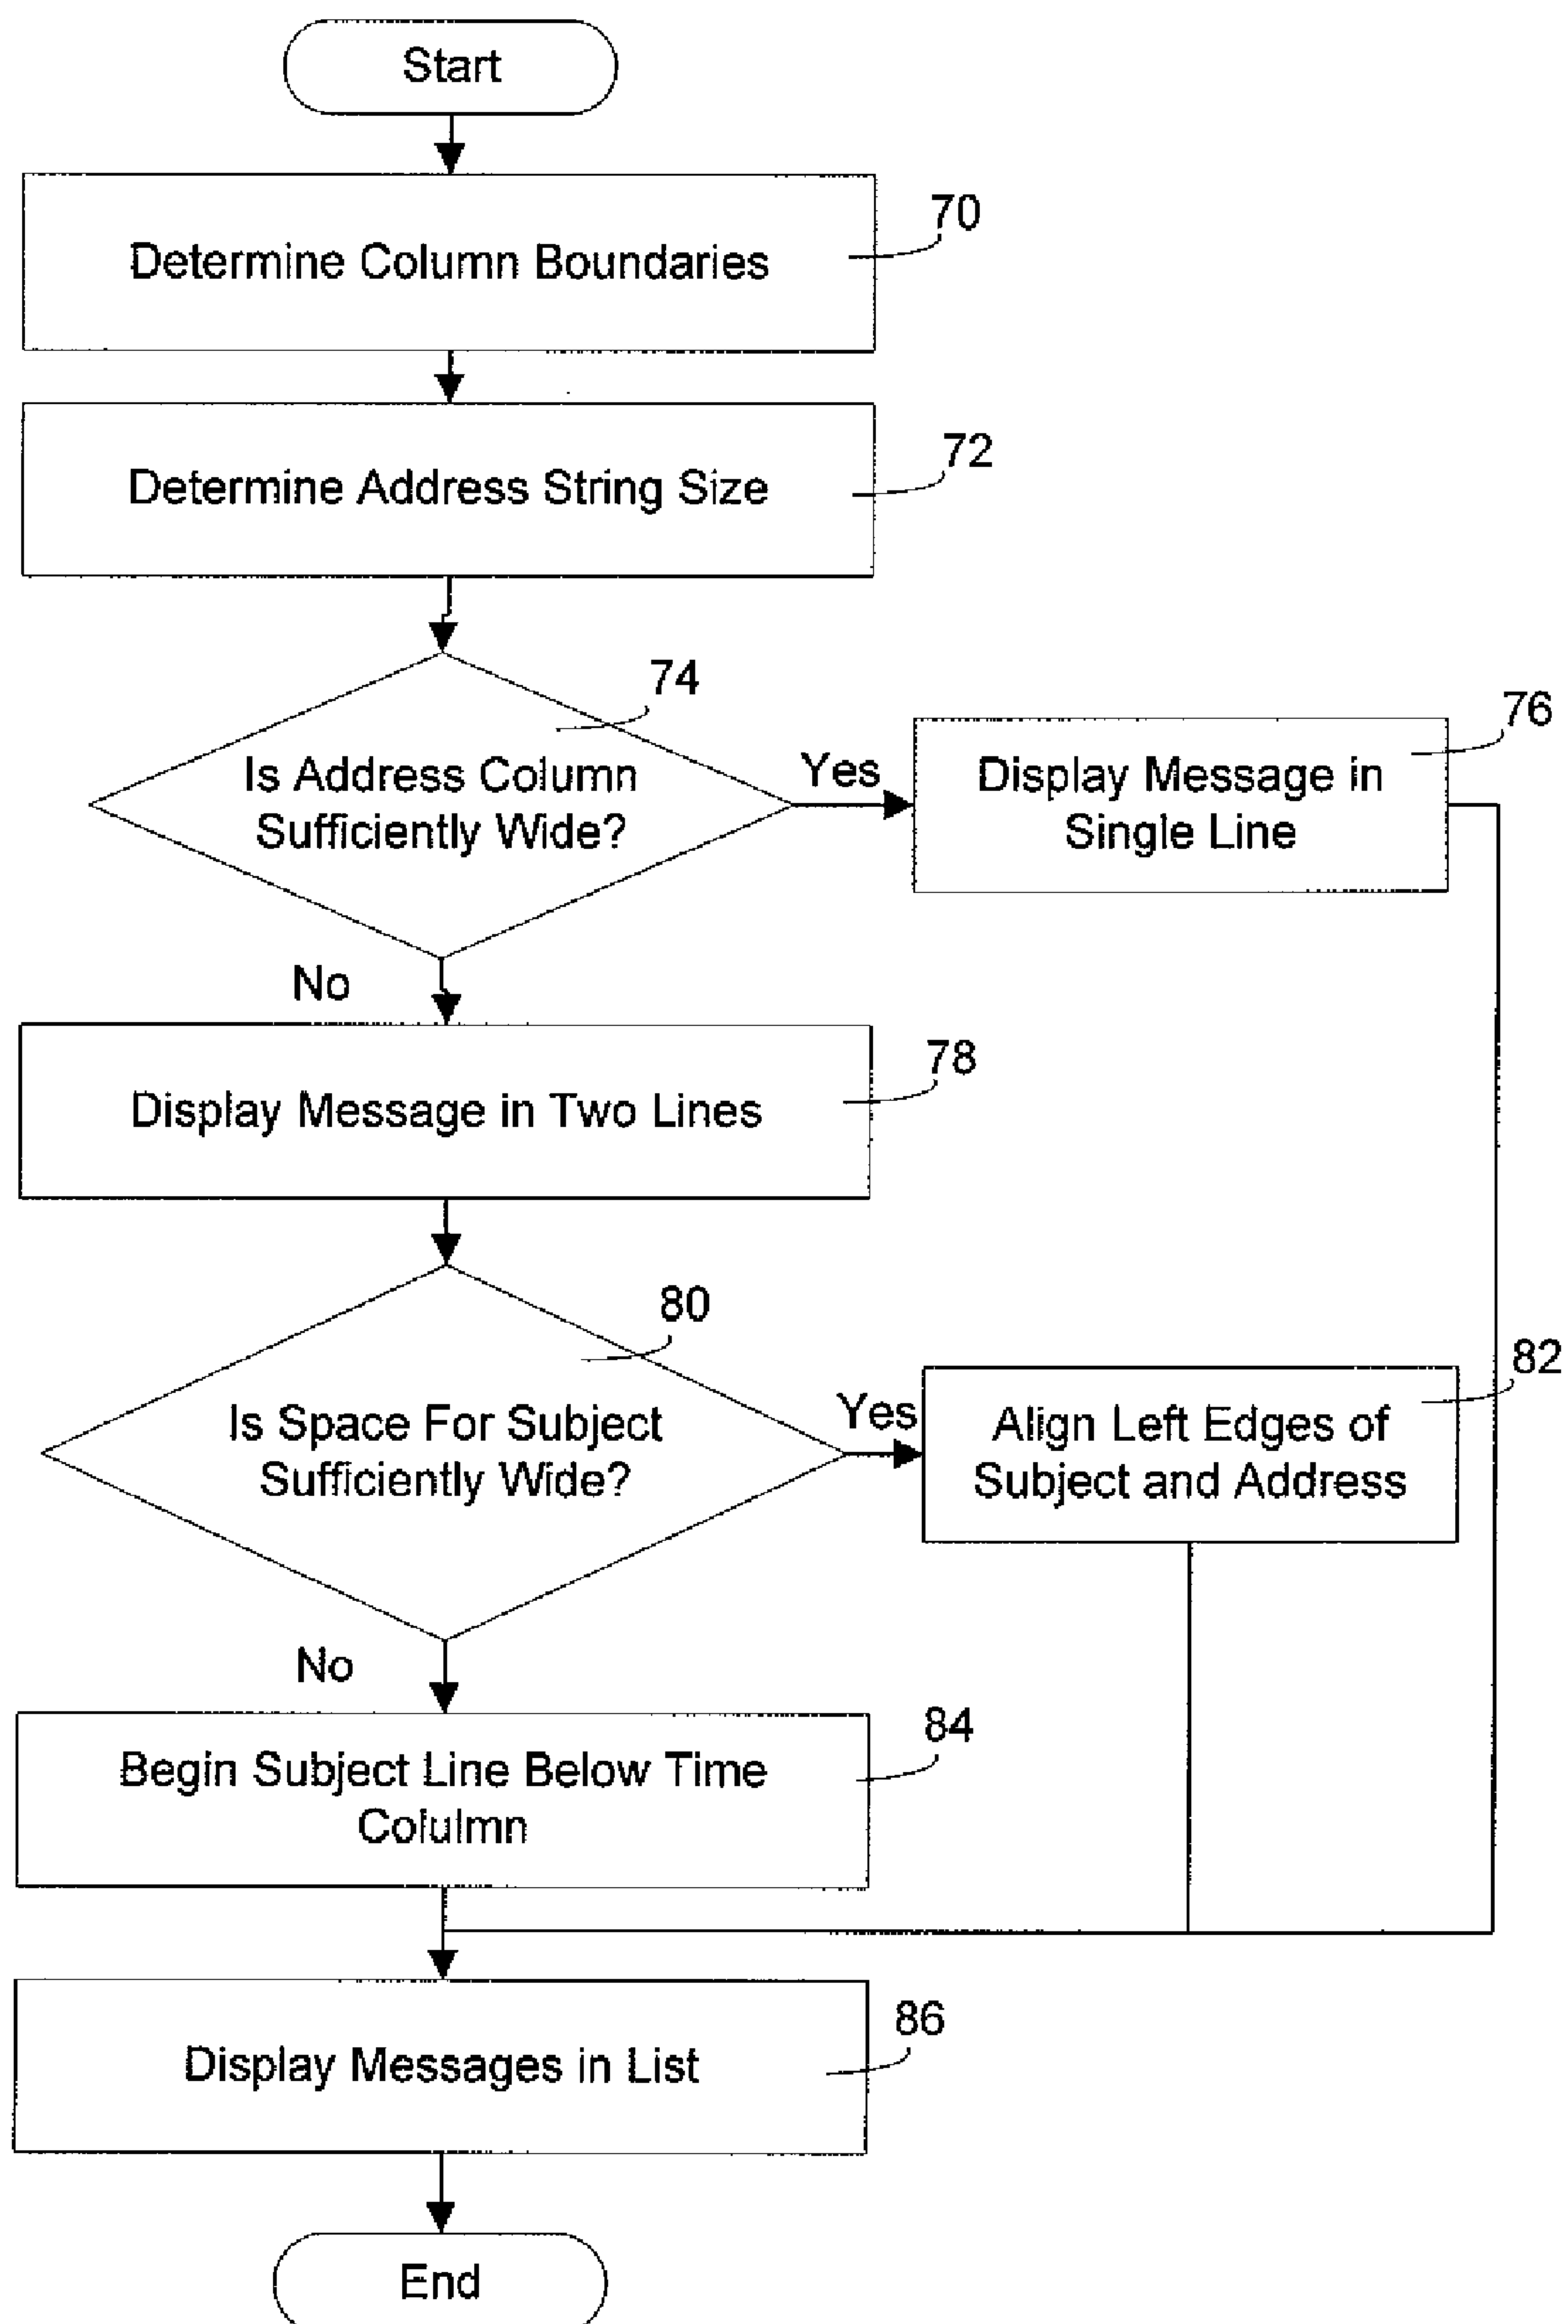 Start
70
Determine Column Boundaries
72
Determine Address String Size
74
Is Address Column
Sufficiently Wide?
Yes
76
Display Message in
Single Line
No
78
Display Message in Two Lines
80
Is Space For Subject
Sufficiently Wide?
Yes
82
Align Left Edges of
Subject and Address
No
84
Begin Subject Line Below Time
Colulmn
86
Display Messages in List
End